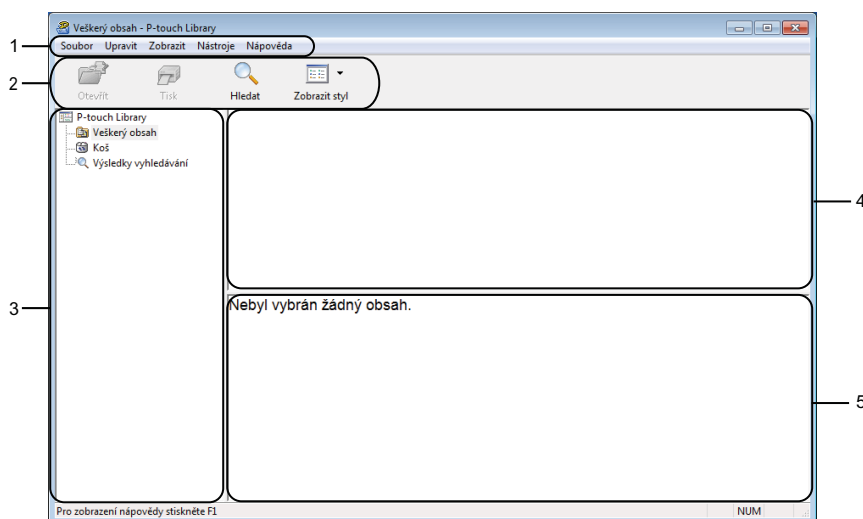 Veškerý obsah - P-touch Library
1
Soubor Upravit Zobrazit Nástroje Nápověda
2
Otevřít Tisk Hledat Zobrazit styl
P-touch Library
Veškerý obsah
Koš
Výsledky vyhledávání
4
3
Nebyl vybrán žádný obsah.
5
Pro zobrazení nápovědy stiskněte F1 NUM